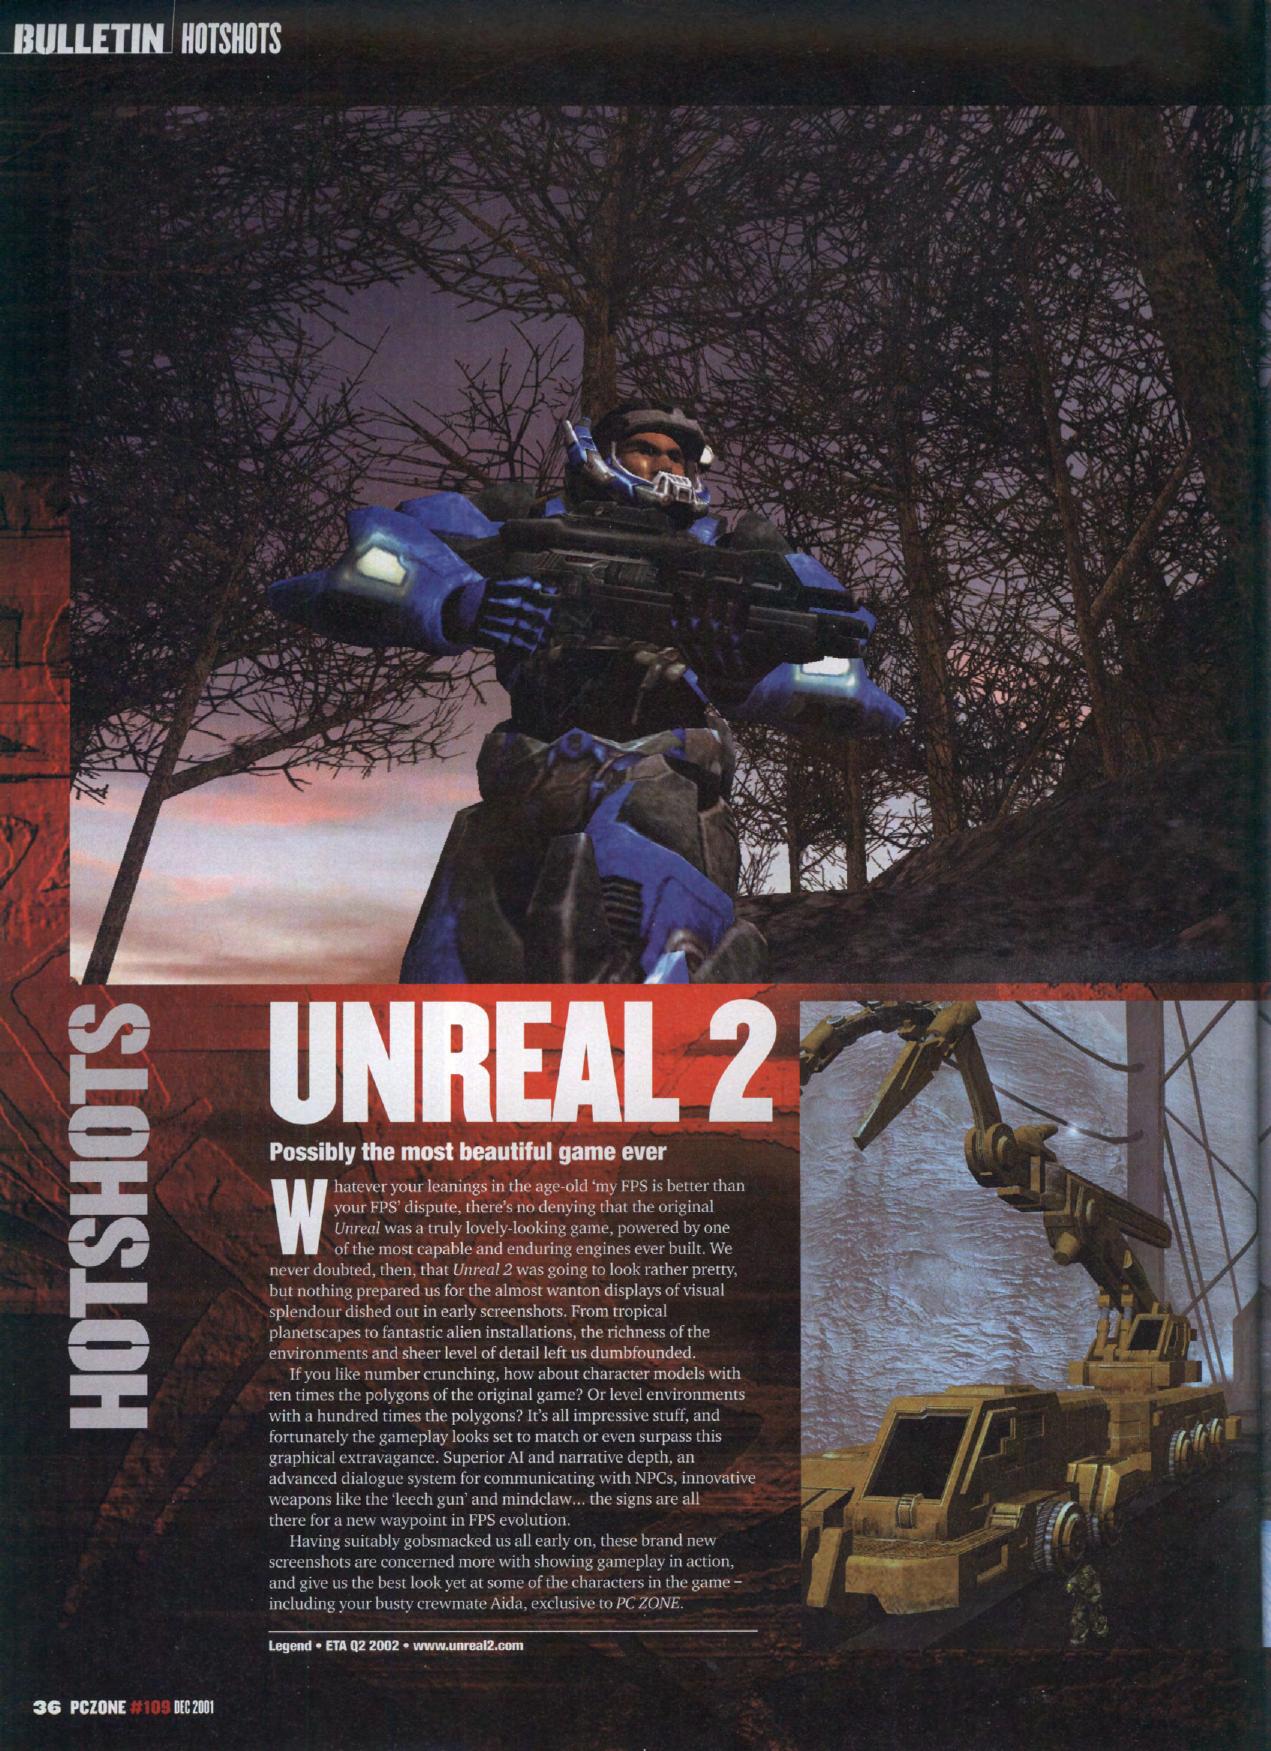 BULLETIN HOTSHOTS
HOTSHOTS
UNREAL 2
Possibly the most beautiful game ever
Whatever your leanings in the age-old ‘my FPS is better than
your FPS’ dispute, there’s no denying that the original
Unreal was a truly lovely-looking game, powered by one
of the most capable and enduring engines ever built. We
never doubted, then, that Unreal 2 was going to look rather pretty,
but nothing prepared us for the almost wanton displays of visual
splendour dished out in early screenshots. From tropical
planetscapes to fantastic alien installations, the richness of the
environments and sheer level of detail left us dumbfounded.
If you like number crunching, how about character models with
ten times the polygons of the original game? Or level environments
with a hundred times the polygons? It’s all impressive stuff, and
fortunately the gameplay looks set to match or even surpass this
graphical extravagance. Superior AI and narrative depth, an
advanced dialogue system for communicating with NPCs, innovative
weapons like the ‘leech gun’ and mindclaw... the signs are all
there for a new waypoint in FPS evolution.
Having suitably gobsmacked us all early on, these brand new
screenshots are concerned more with showing gameplay in action,
and give us the best look yet at some of the characters in the game –
including your busty crewmate Aida, exclusive to PC ZONE.
Legend • ETA Q2 2002 • www.unreal2.com
36 PCZONE #109 DEC 2001